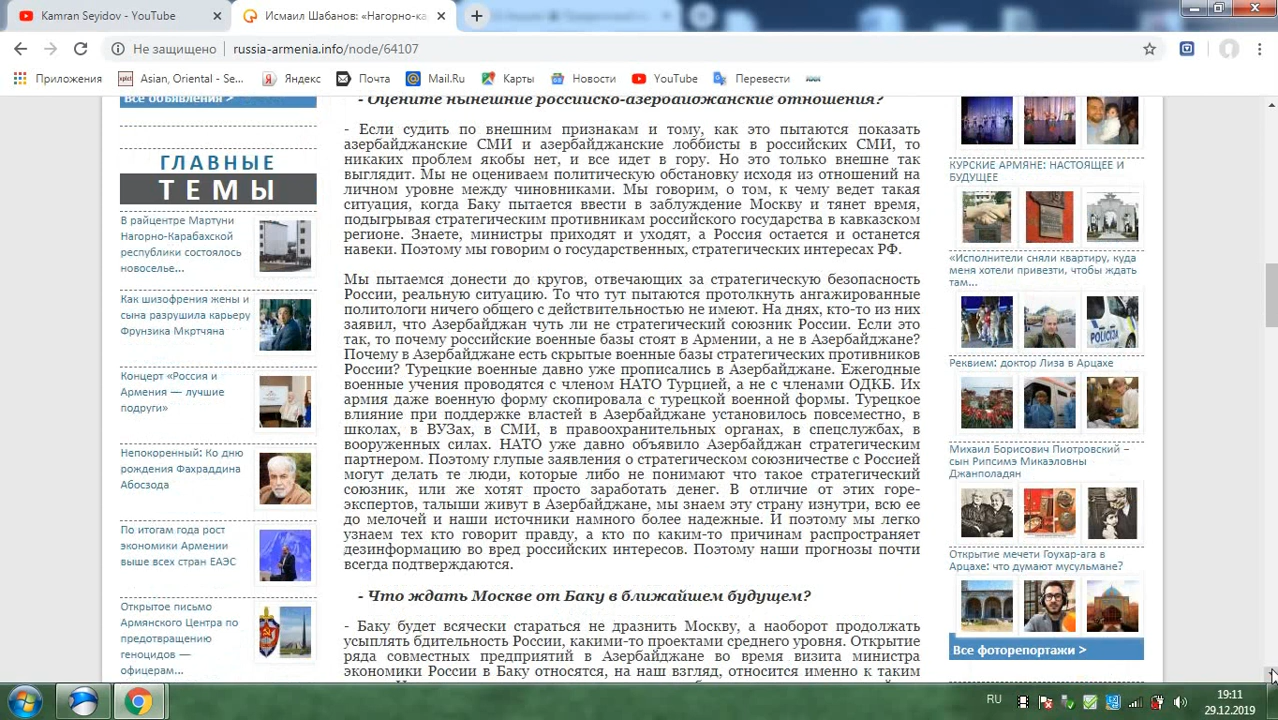 Kamran Seyidov - YouTube
Исмаил Шабанов: «Нагорно-ка
Не защищено
russia-armenia.info/node/64107
Приложения
Asian, Oriental - Se...
Яндекс
Почта
Mail.Ru
Карты
Новости
YouTube
Перевести
Все объявления >
ГЛАВНЫЕ
ТЕМЫ
В райцентре Мартуни
Нагорно-Карабахской
республики состоялось
новоселье...
Как шизофрения жены и
сына разрушила карьеру
Фрунзика Мкртчяна
Концерт «Россия и
Армения — лучшие
подруги»
Непокоренный: Ко дню
рождения Фахраддина
Абосзода
По итогам года рост
экономики Армении
выше всех стран ЕАЭС
Открытое письмо
Армянского Центра по
предотвращению
геноцидов —
офицерам...
- Оцените нынешние российско-азербайджанские отношения?
- Если судить по внешним признакам и тому, как это пытаются показать
азербайджанские СМИ и азербайджанские лоббисты в российских СМИ, то
никаких проблем якобы нет, и все идет в гору. Но это только внешне так
выглядит. Мы не оцениваем политическую обстановку исходя из отношений на
личном уровне между чиновниками. Мы говорим, о том, к чему ведет такая
ситуация, когда Баку пытается ввести в заблуждение Москву и тянет время,
подыгрывая стратегическим противникам российского государства в кавказском
регионе. Знаете, министры приходят и уходят, а Россия остается и останется
навеки. Поэтому мы говорим о государственных, стратегических интересах РФ.
Мы пытаемся донести до кругов, отвечающих за стратегическую безопасность
России, реальную ситуацию. То что тут пытаются протолкнуть ангажированные
политологи ничего общего с действительностью не имеют. На днях, кто-то из них
заявил, что Азербайджан чуть ли не стратегический союзник России. Если это
так, то почему российские военные базы стоят в Армении, а не в Азербайджане?
Почему в Азербайджане есть скрытые военные базы стратегических противников
России? Турецкие военные давно уже прописались в Азербайджане. Ежегодные
военные учения проводятся с членом НАТО Турцией, а не с членами ОДКБ. Их
армия даже военную форму скопировала с турецкой военной формы. Турецкое
влияние при поддержке властей в Азербайджане установилось повсеместно, в
школах, в ВУЗах, в СМИ, в правоохранительных органах, в спецслужбах, в
вооруженных силах. НАТО уже давно объявило Азербайджан стратегическим
партнером. Поэтому глупые заявления о стратегическом союзничестве с Россией
могут делать те люди, которые либо не понимают что такое стратегический
союзник, или же хотят просто заработать денег. В отличие от этих горе-
экспертов, талыши живут в Азербайджане, мы знаем эту страну изнутри, всю ее
до мелочей и наши источники намного более надежные. И поэтому мы легко
узнаем тех кто говорит правду, а кто по каким-то причинам распространяет
дезинформацию во вред российских интересов. Поэтому наши прогнозы почти
всегда подтверждаются.
- Что ждать Москве от Баку в ближайшем будущем?
- Баку будет всячески стараться не дразнить Москву, а наоборот продолжать
усыплять бдительность России, какими-то проектами среднего уровня. Открытие
ряда совместных предприятий в Азербайджане во время визита министра
экономики России в Баку относятся, на наш взгляд, относится именно к таким
КУРСКИЕ АРМЯНЕ: НАСТОЯЩЕЕ И
БУДУЩЕЕ
«Исполнители сняли квартиру, куда
меня хотели привезти, чтобы ждать
там...
Реквием: доктор Лиза в Арцахе
Михаил Борисович Пиотровский –
сын Рипсимэ Микаэловны
Джанполадян
Открытие мечети Гоухар-ага в
Арцахе: что думают мусульмане?
Все фоторепортажи >
RU
19:11
29.12.2019